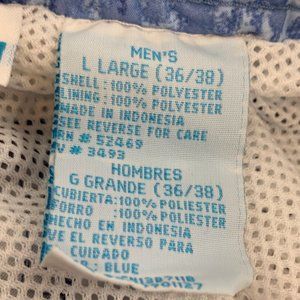 MEN'S
L LARGE (36/38)
SHELL: 100% POLYESTER
LINING: 100% POLYESTER
MADE IN INDONESIA
SEE REVERSE FOR CARE
RN # 52469
# 3493
HOMBRES
G GRANDE (36/38)
CUBIERTA: 100% POLIESTER
FORRO : 100% POLIESTER
HECHO EN INDONESIA
VE EL REVERSO PARA
CUIDADO
: BLUE